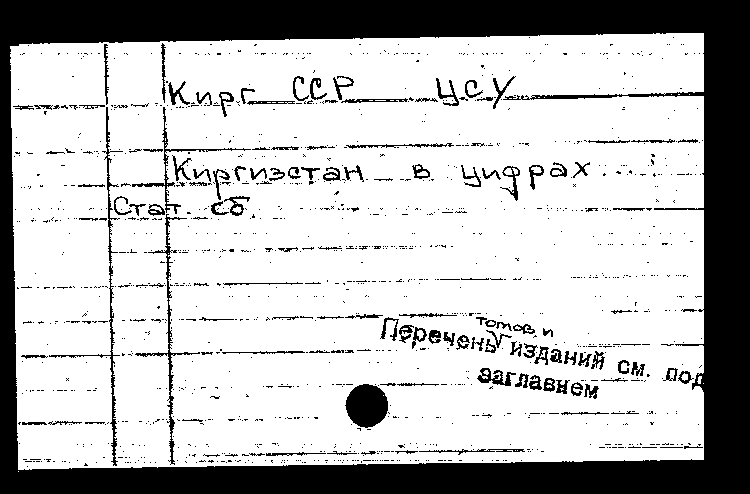 Кирг ССР ЦСУ
Киргизстан в цифрах... :
Стат. сб.
томов и
Перечень изданий см. под
заглавием